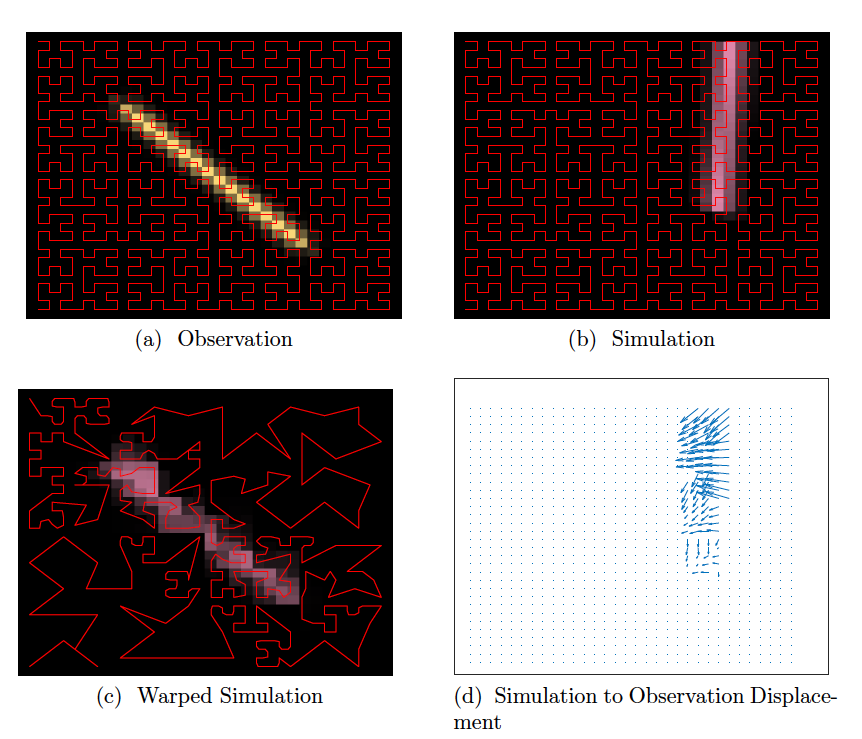 (a) Observation
(b) Simulation
(c) Warped Simulation
(d) Simulation to Observation Displace-
ment